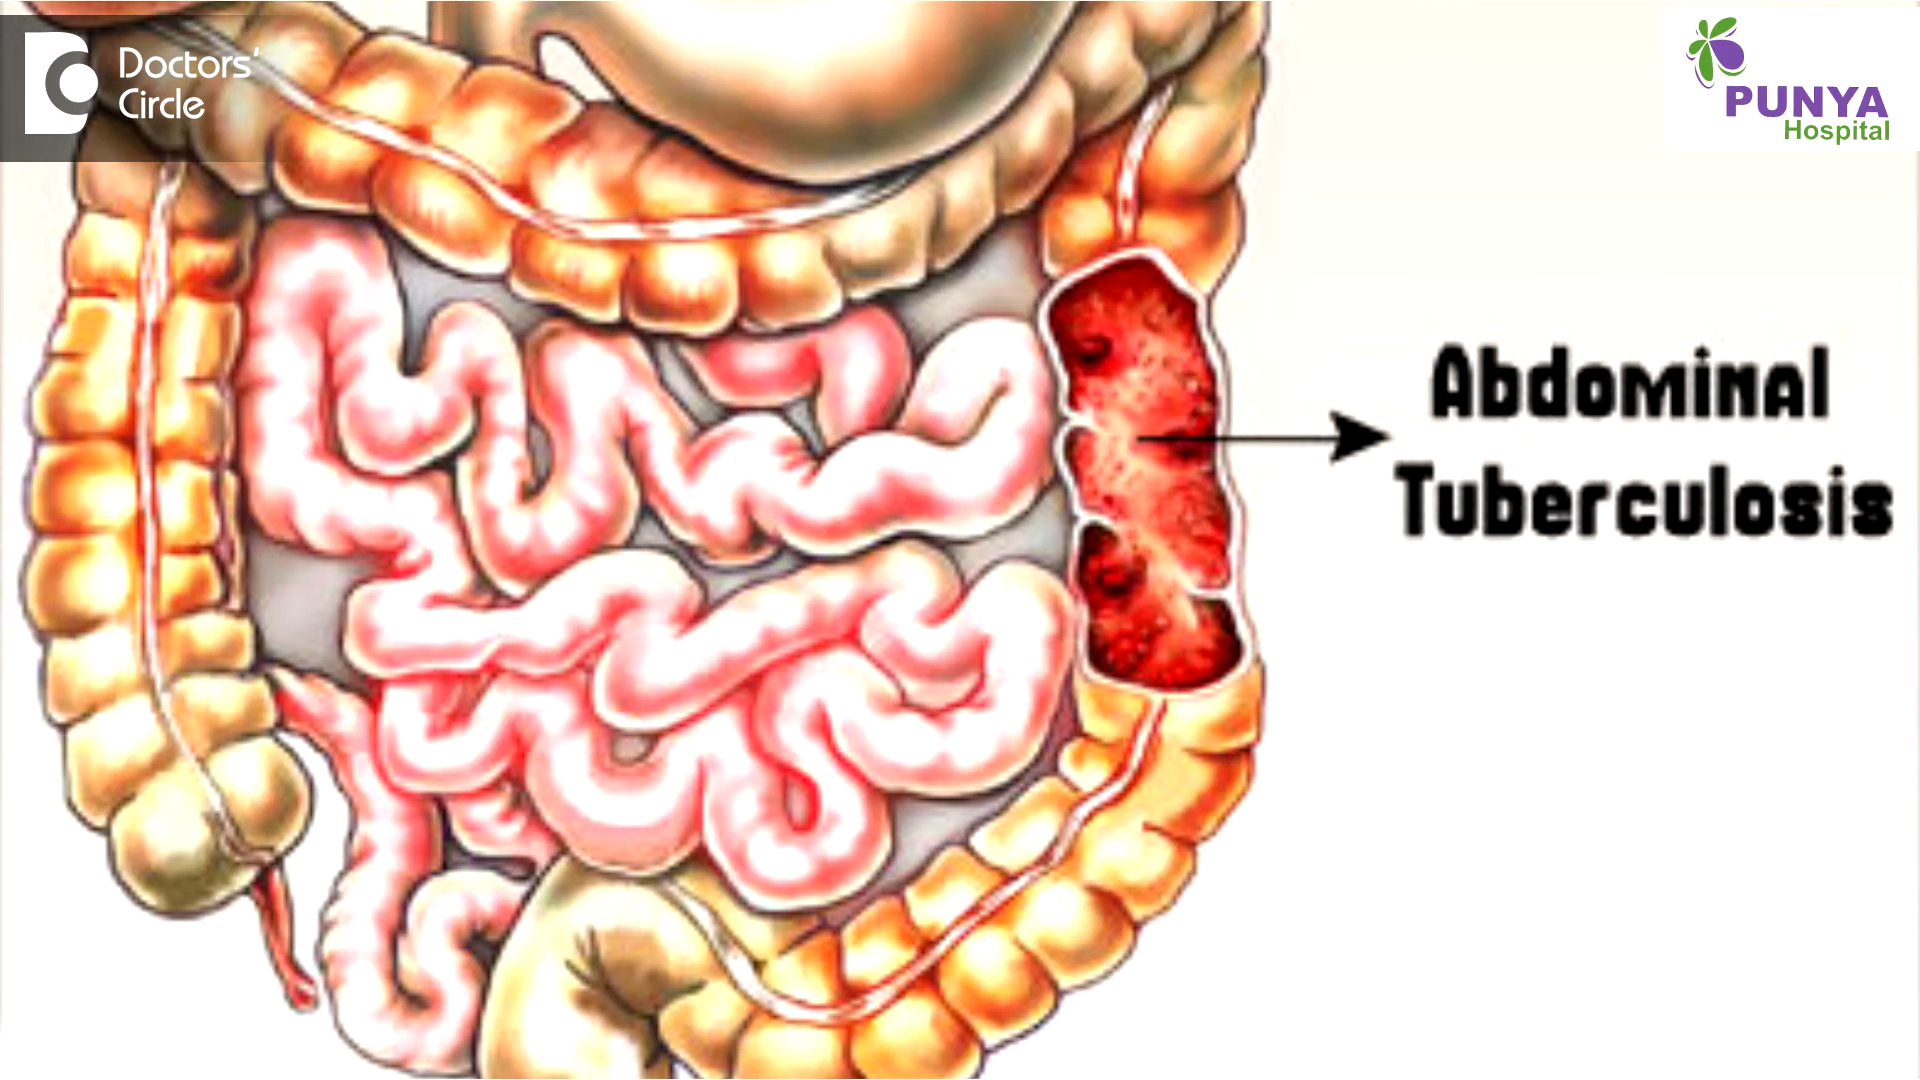 Doctors'
Circle
PUNYA
Hospital
Abdominal
Tuberculosis